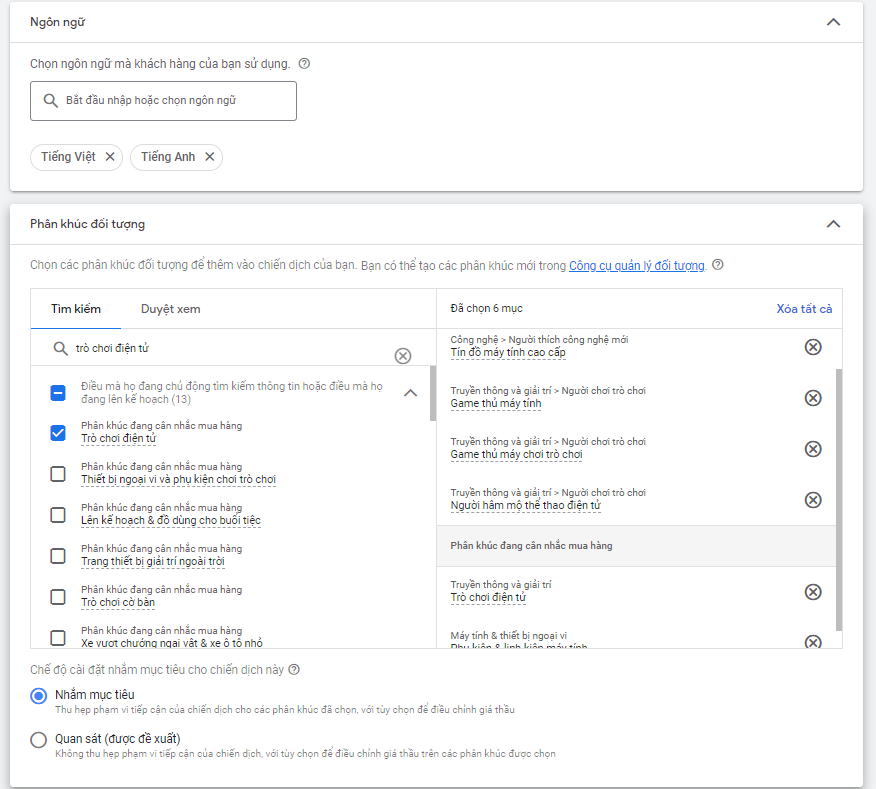 Ngôn ngữ
Chọn ngôn ngữ mà khách hàng của bạn sử dụng.
Bắt đầu nhập hoặc chọn ngôn ngữ
Tiếng Việt
Tiếng Anh
Phân khúc đối tượng
Chọn các phân khúc đối tượng để thêm vào chiến dịch của bạn. Bạn có thể tạo các phân khúc mới trong Công cụ quản lý đối tượng.
Tìm kiếm
Duyệt xem
trò chơi điện tử
Điều mà họ đang chủ động tìm kiếm thông tin hoặc điều mà họ
đang lên kế hoạch (13)
Phân khúc đang cân nhắc mua hàng
Trò chơi điện tử
Phân khúc đang cân nhắc mua hàng
Thiết bị ngoại vi và phụ kiện chơi trò chơi
Phân khúc đang cân nhắc mua hàng
Lên kế hoạch & đồ dùng cho buổi tiệc
Phân khúc đang cân nhắc mua hàng
Trang thiết bị giải trí ngoài trời
Phân khúc đang cân nhắc mua hàng
Trò chơi cờ bàn
Phân khúc đang cân nhắc mua hàng
Xe vượt chướng ngại vật & xe ô tô nhỏ
Đã chọn 6 mục
Xóa tất cả
Công nghệ > Người thích công nghệ mới
Tín đồ máy tính cao cấp
Truyền thông và giải trí > Người chơi trò chơi
Game thủ máy tính
Truyền thông và giải trí > Người chơi trò chơi
Game thủ máy chơi trò chơi
Truyền thông và giải trí > Người chơi trò chơi
Người hâm mộ thể thao điện tử
Phân khúc đang cân nhắc mua hàng
Truyền thông và giải trí
Trò chơi điện tử
Máy tính & thiết bị ngoại vi
Phụ kiện & linh kiện máy tính
Chế độ cài đặt nhắm mục tiêu cho chiến dịch này
Nhắm mục tiêu
Thu hẹp phạm vi tiếp cận của chiến dịch cho các phân khúc đã chọn, với tùy chọn để điều chỉnh giá thầu
Quan sát (được đề xuất)
Không thu hẹp phạm vi tiếp cận của chiến dịch, với tùy chọn để điều chỉnh giá thầu trên các phân khúc được chọn